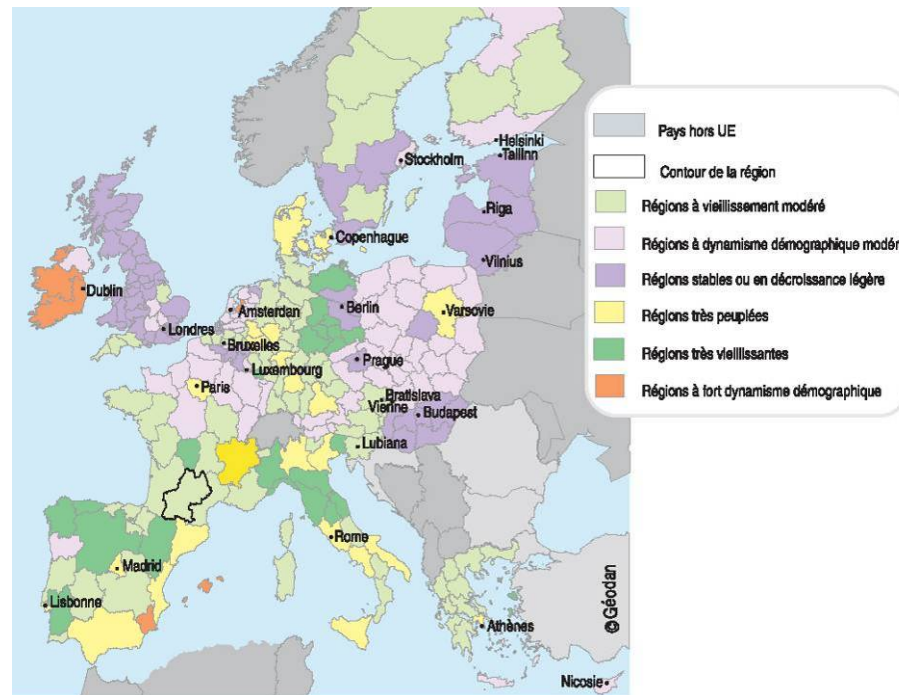 Helsinki
Tallinn
Stockholm
Riga
Copenhague
Vilnius
Dublin
Amsterdan
Berlin
Varsovie
Londres
Bruxelles
Prague
Luxembourg
Paris
Bratislava
Vienne
Budapest
Lubiana
Rome
Madrid
Lisbonne
Athènes
Nicosie
Pays hors UE
Contour de la région
Régions à vieillissement modéré
Régions à dynamisme démographique modér
Régions stables ou en décroissance légère
Régions très peuplées
Régions très vieillissantes
Régions à fort dynamisme démographique
© Géodan